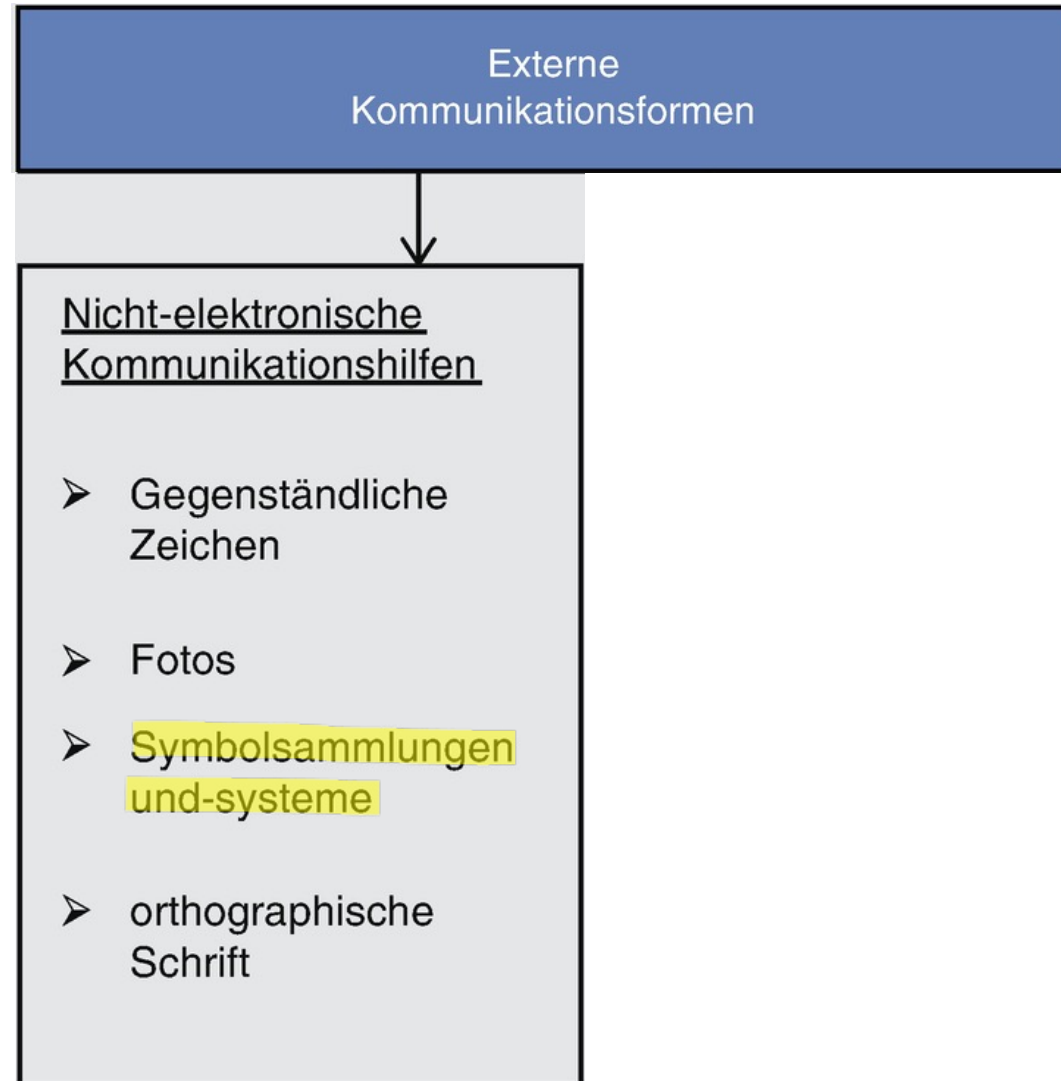 Externe
Kommunikationsformen
Nicht-elektronische
Kommunikationshilfen
➢ Gegenständliche
Zeichen
➢ Fotos
➢ Symbolsammlungen
und-systeme
➢ orthographische
Schrift